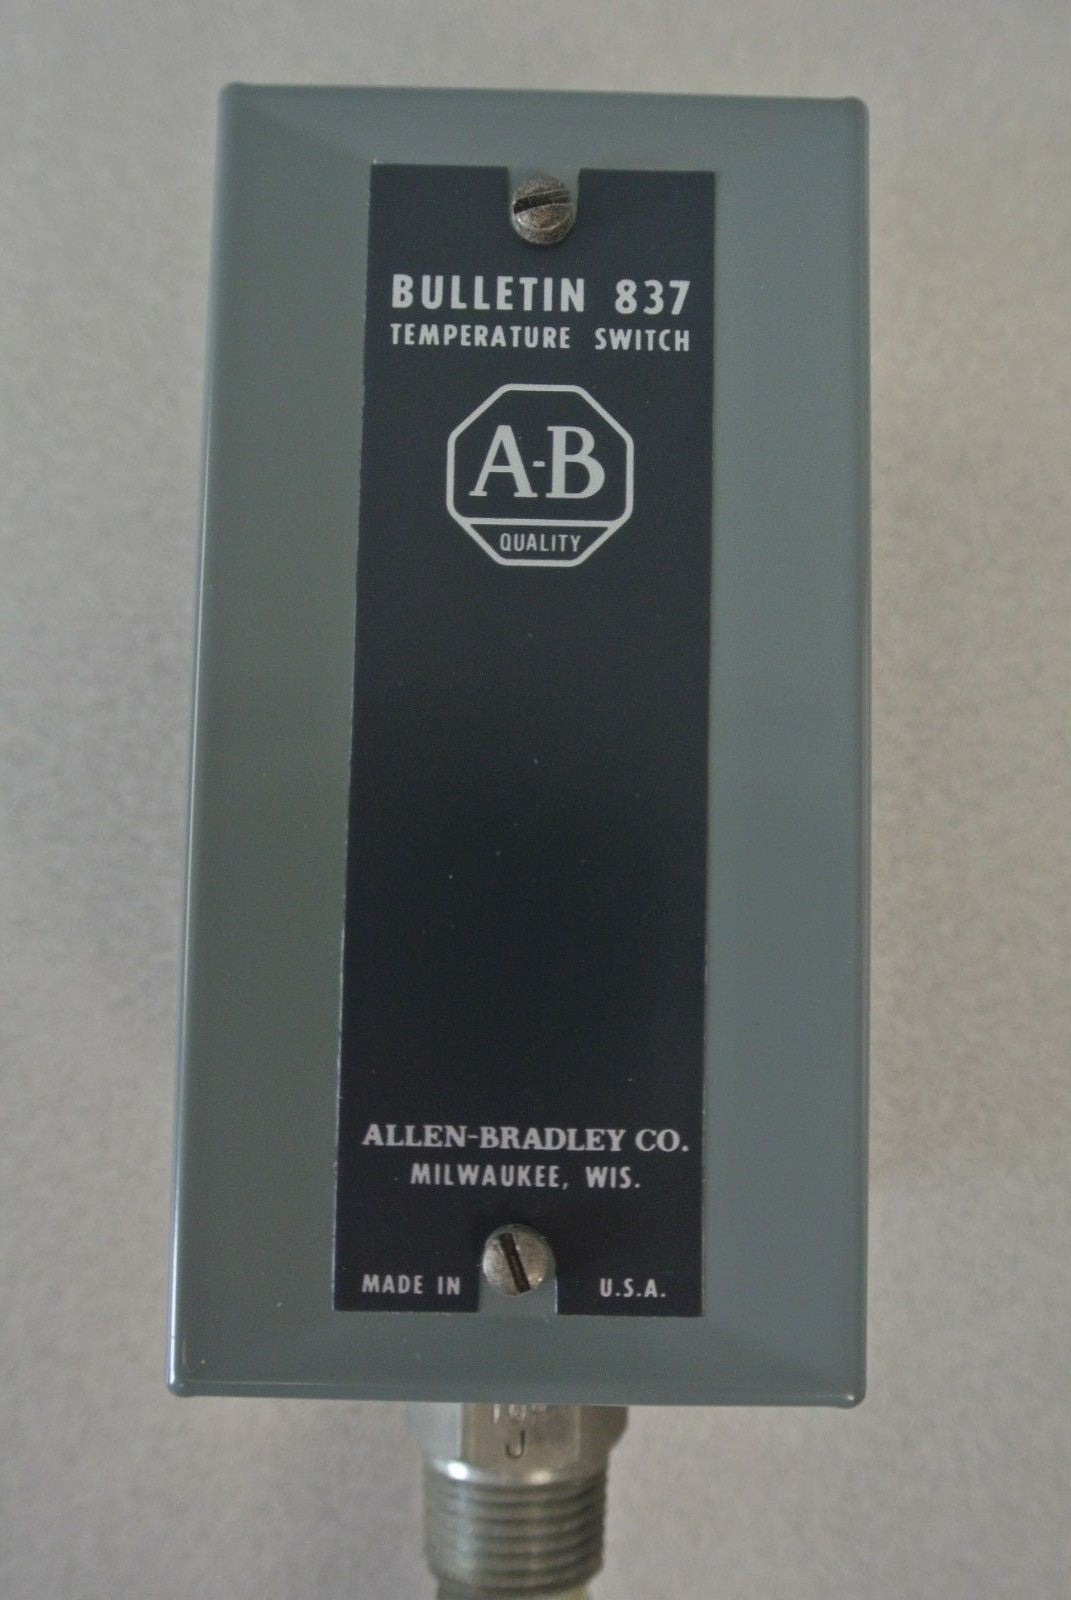 BULLETIN 837
TEMPERATURE SWITCH
A-B
QUALITY
ALLEN-BRADLEY CO.
MILWAUKEE, WIS.
MADE IN U.S.A.
J